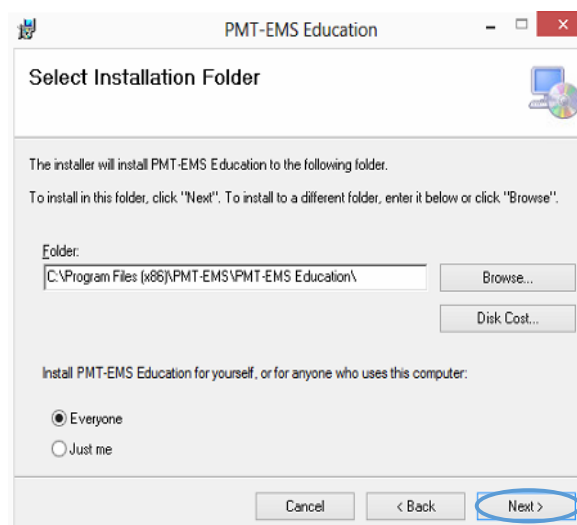 PMT-EMS Education
Select Installation Folder
The installer will install PMT-EMS Education to the following folder.
To install in this folder, click "Next". To install to a different folder, enter it below or click "Browse".
Folder:
C:\Program Files (x86)\PMT-EMS\PMT-EMS Education\
Browse...
Disk Cost...
Install PMT-EMS Education for yourself, or for anyone who uses this computer:
Everyone
Just me
Cancel
< Back
Next >